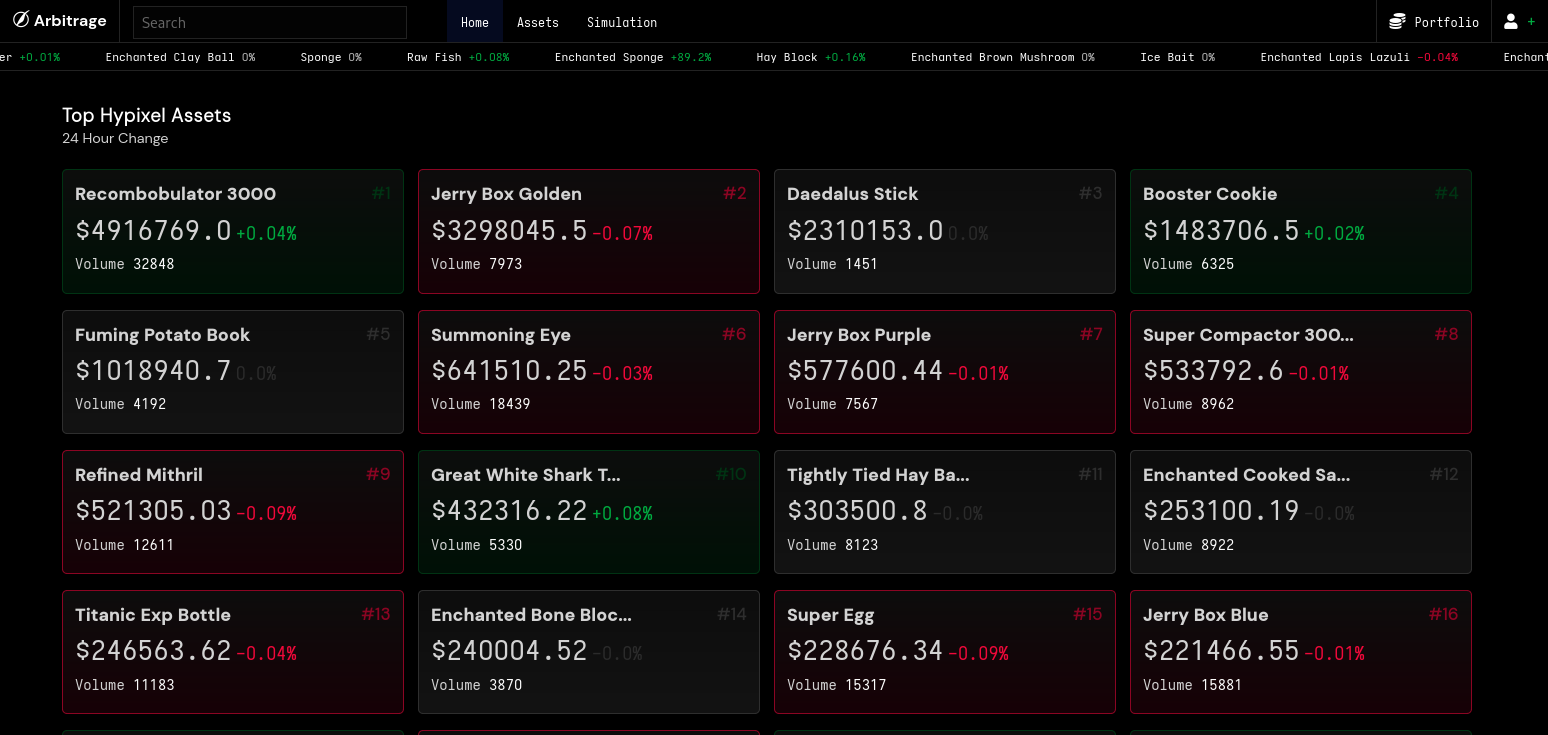 Arbitrage
Search
Home Assets Simulation
Portfolio +
er +0.01% Enchanted Clay Ball 0% Sponge 0% Raw Fish +0.08% Enchanted Sponge +89.2% Hay Block +0.16% Enchanted Brown Mushroom 0% Ice Bait 0% Enchanted Lapis Lazuli -0.04% Enchant
Top Hypixel Assets
24 Hour Change
Recombobulator 3000 #1
$4916769.0 +0.04%
Volume 32848
Jerry Box Golden #2
$3298045.5 -0.07%
Volume 7973
Daedalus Stick #3
$2310153.0 0.0%
Volume 1451
Booster Cookie #4
$1483706.5 +0.02%
Volume 6325
Fuming Potato Book #5
$1018940.7 0.0%
Volume 4192
Summoning Eye #6
$641510.25 -0.03%
Volume 18439
Jerry Box Purple #7
$577600.44 -0.01%
Volume 7567
Super Compactor 300... #8
$533792.6 -0.01%
Volume 8962
Refined Mithril #9
$521305.03 -0.09%
Volume 12611
Great White Shark T... #10
$432316.22 +0.08%
Volume 5330
Tightly Tied Hay Ba... #11
$303500.8 -0.0%
Volume 8123
Enchanted Cooked Sa... #12
$253100.19 -0.0%
Volume 8922
Titanic Exp Bottle #13
$246563.62 -0.04%
Volume 11183
Enchanted Bone Bloc... #14
$240004.52 -0.0%
Volume 3870
Super Egg #15
$228676.34 -0.09%
Volume 15317
Jerry Box Blue #16
$221466.55 -0.01%
Volume 15881